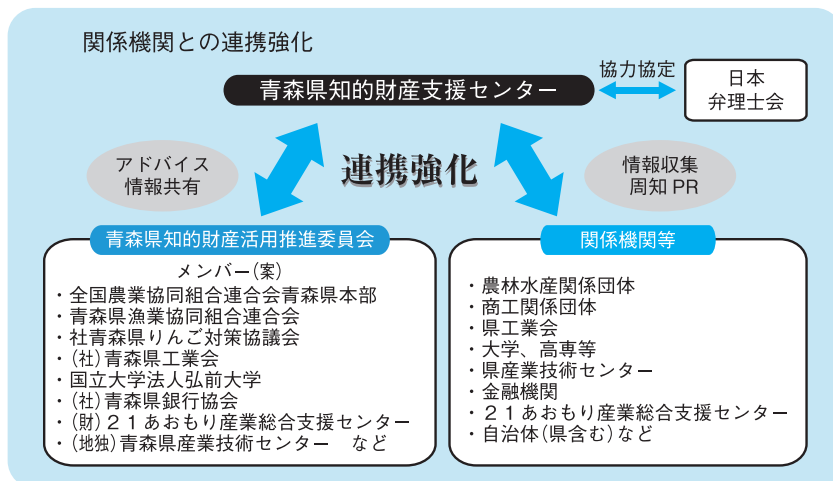 関係機関との連携強化
青森県知的財産支援センター
協力協定
日本
弁理士会
アドバイス
情報共有
連携強化
情報収集
周知 PR
青森県知的財産活用推進委員会
メンバー(案)
・全国農業協同組合連合会青森県本部
・青森県漁業協同組合連合会
・社青森県りんご対策協議会
・(社)青森県工業会
・国立大学法人弘前大学
・(社)青森県銀行協会
・(財)２１あおもり産業総合支援センター
・(地独)青森県産業技術センター　など
関係機関等
・農林水産関係団体
・商工関係団体
・県工業会
・大学、高専等
・県産業技術センター
・金融機関
・２１あおもり産業総合支援センター
・自治体(県含む)など